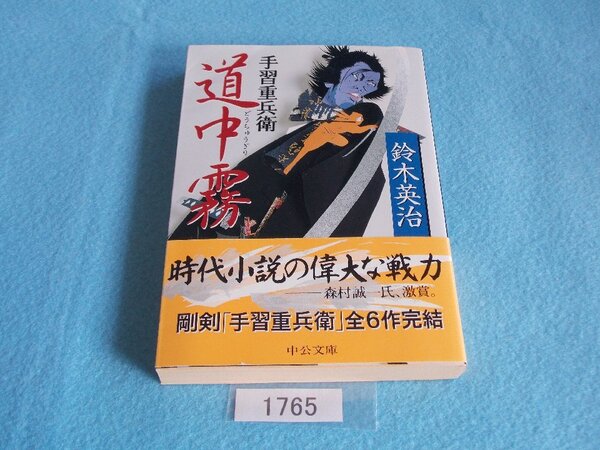 手習重兵衛
道中霧
どうちゅうぎり
鈴木英治
時代小説の偉大な戦力
──森村誠一氏、激賞。
剛剣「手習重兵衛」全6作完結
中公文庫
1765